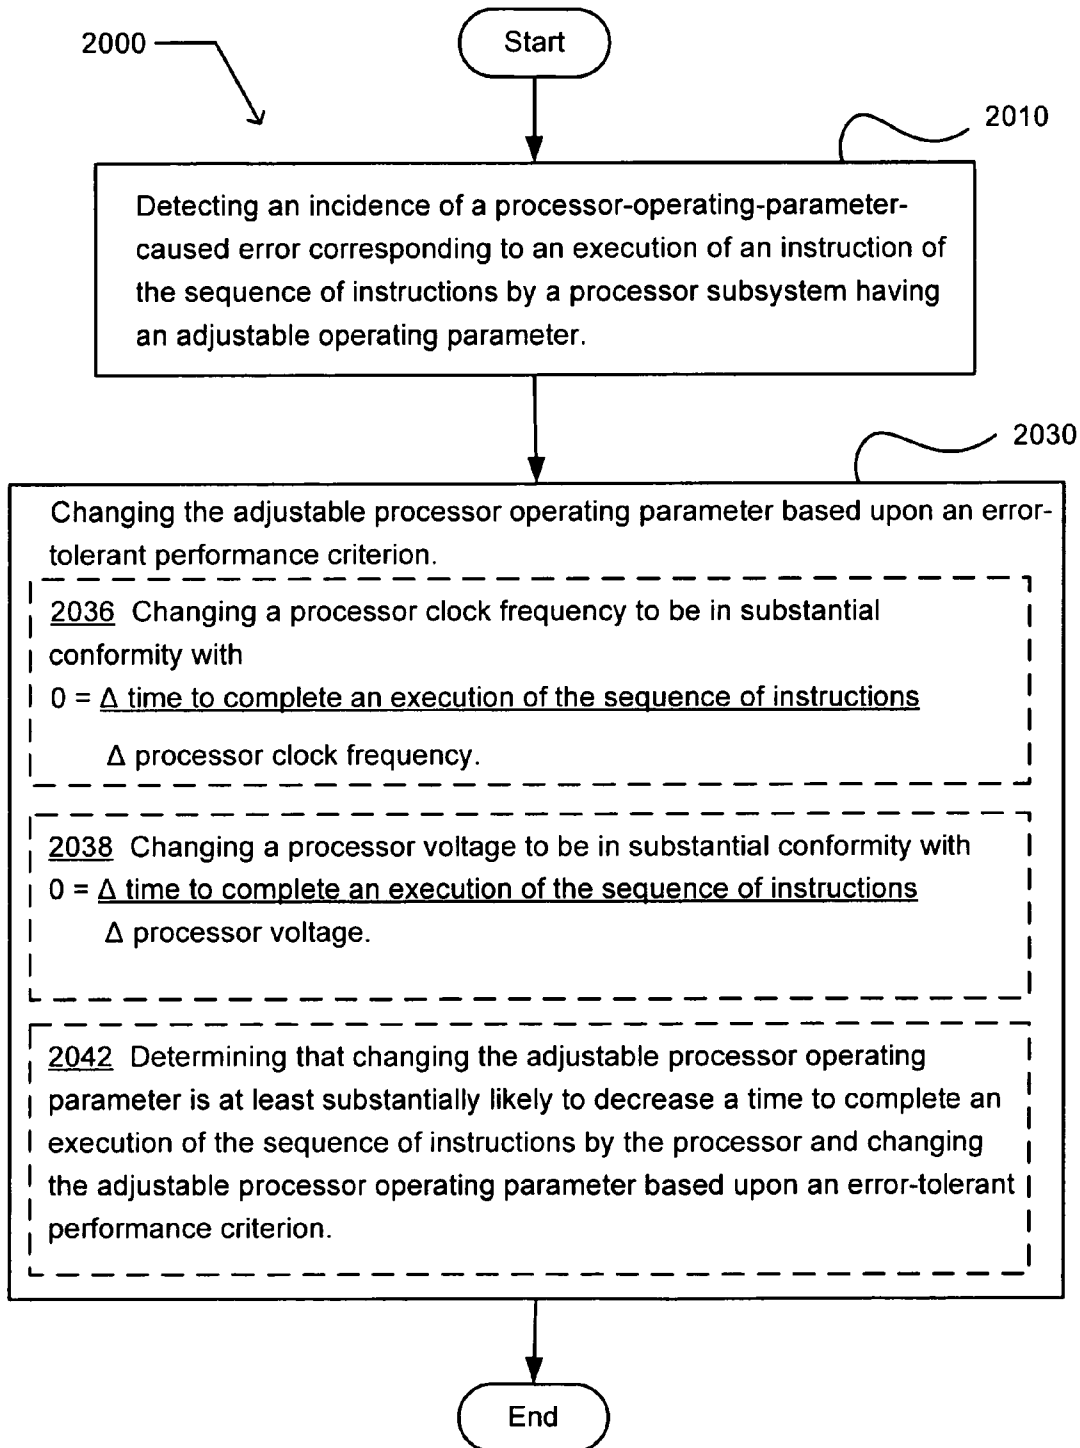 2000
Start
2010
Detecting an incidence of a processor-operating-parameter-
caused error corresponding to an execution of an instruction of
the sequence of instructions by a processor subsystem having
an adjustable operating parameter.
2030
Changing the adjustable processor operating parameter based upon an error-
tolerant performance criterion.
2036 Changing a processor clock frequency to be in substantial
conformity with
0 = Δ time to complete an execution of the sequence of instructions
Δ processor clock frequency.
2038 Changing a processor voltage to be in substantial conformity with
0 = Δ time to complete an execution of the sequence of instructions
Δ processor voltage.
2042 Determining that changing the adjustable processor operating
parameter is at least substantially likely to decrease a time to complete an
execution of the sequence of instructions by the processor and changing
the adjustable processor operating parameter based upon an error-tolerant
performance criterion.
End